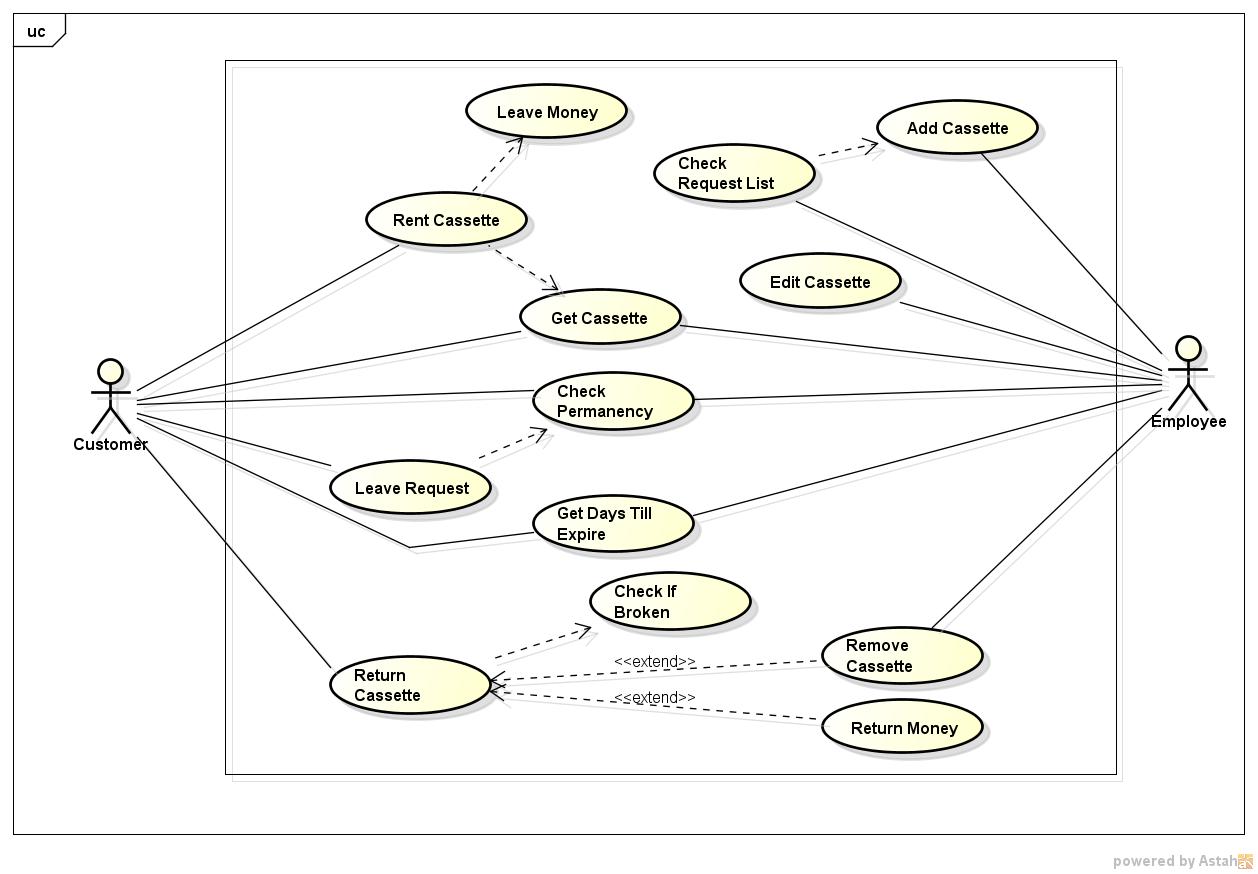 uc
Leave Money
Add Cassette
Check
Request List
Rent Cassette
Edit Cassette
Get Cassette
Check
Permanency
Customer
Employee
Leave Request
Get Days Till
Expire
Check If
Broken
<<extend>>
Remove
Cassette
Return
Cassette
<<extend>>
Return Money
powered by Astah